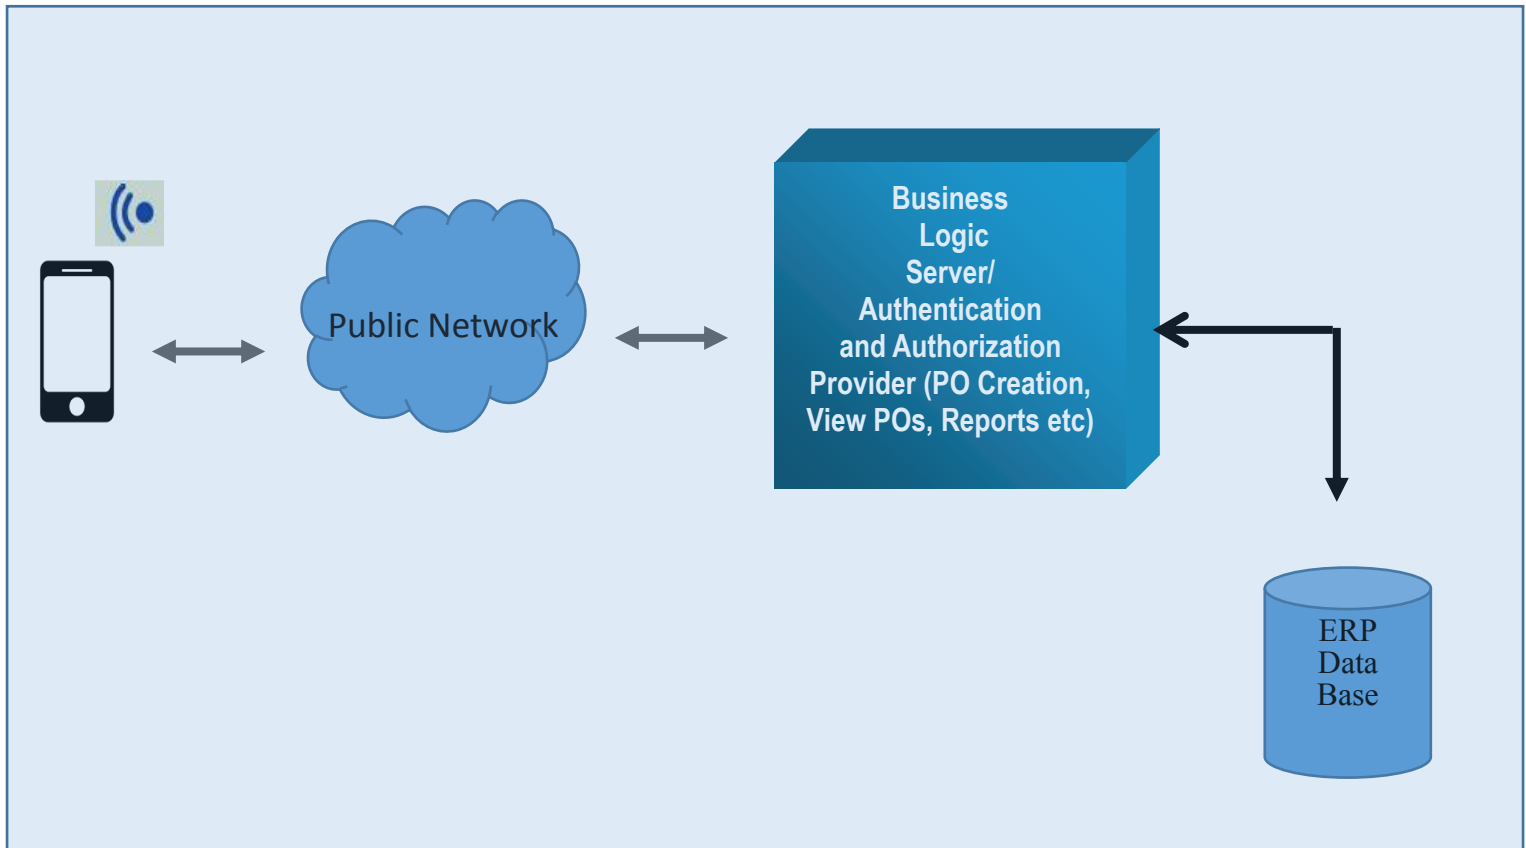 Public Network
Business
Logic
Server/
Authentication
and Authorization
Provider (PO Creation,
View POs, Reports etc)
ERP
Data
Base